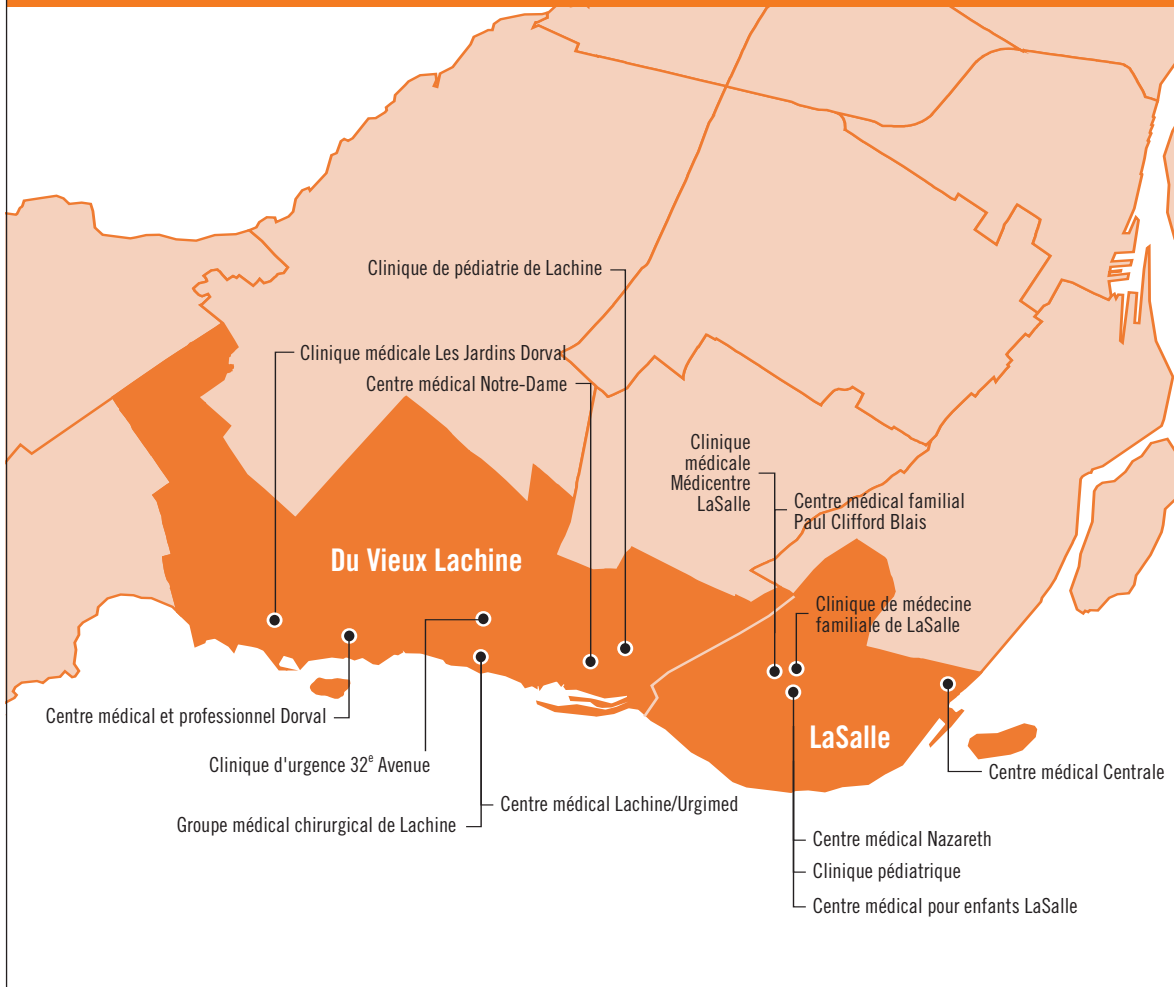 Clinique de pédiatrie de Lachine
Clinique médicale Les Jardins Dorval
Centre médical Notre-Dame
Clinique
médicale
Médicentre
LaSalle
Centre médical familial
Paul Clifford Blais
Du Vieux Lachine
Clinique de médecine
familiale de LaSalle
Centre médical et professionnel Dorval
LaSalle
Clinique d'urgence 32e Avenue
Centre médical Centrale
Centre médical Lachine/Urgimed
Groupe médical chirurgical de Lachine
Centre médical Nazareth
Clinique pédiatrique
Centre médical pour enfants LaSalle